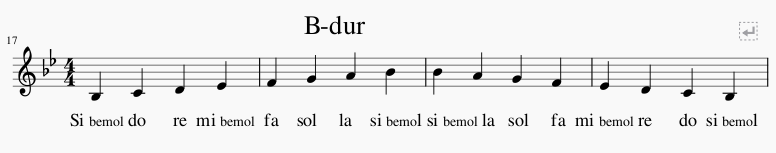 B-dur
17
Si bemol do re mi bemol fa sol la si bemol si bemol la sol fa mi bemol re do si bemol